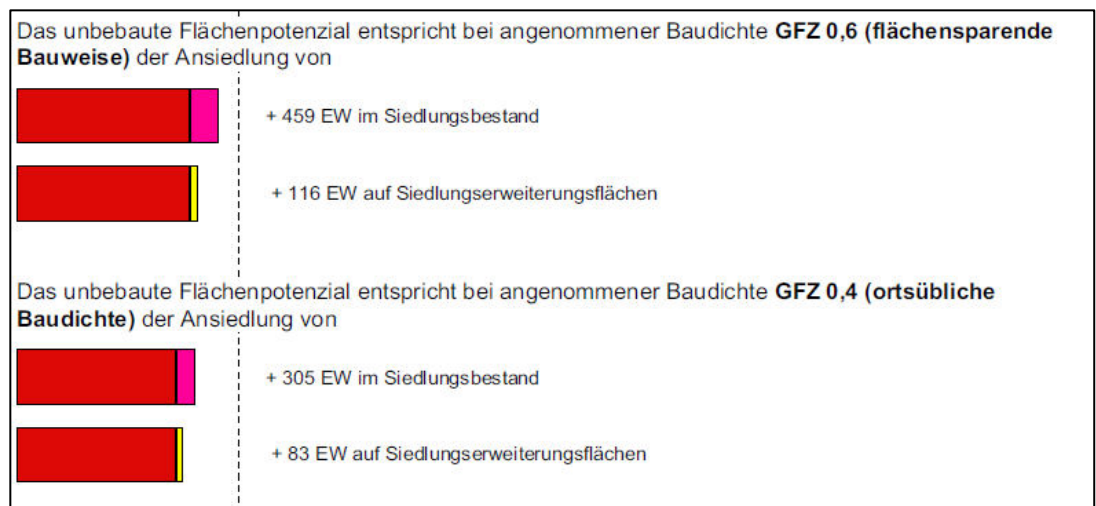 Das unbebaute Flächenpotenzial entspricht bei angenommener Baudichte GFZ 0,6 (flächensparende
Bauweise) der Ansiedlung von
+ 459 EW im Siedlungsbestand
+ 116 EW auf Siedlungserweiterungsflächen
Das unbebaute Flächenpotenzial entspricht bei angenommener Baudichte GFZ 0,4 (ortsübliche
Baudichte) der Ansiedlung von
+ 305 EW im Siedlungsbestand
+ 83 EW auf Siedlungserweiterungsflächen